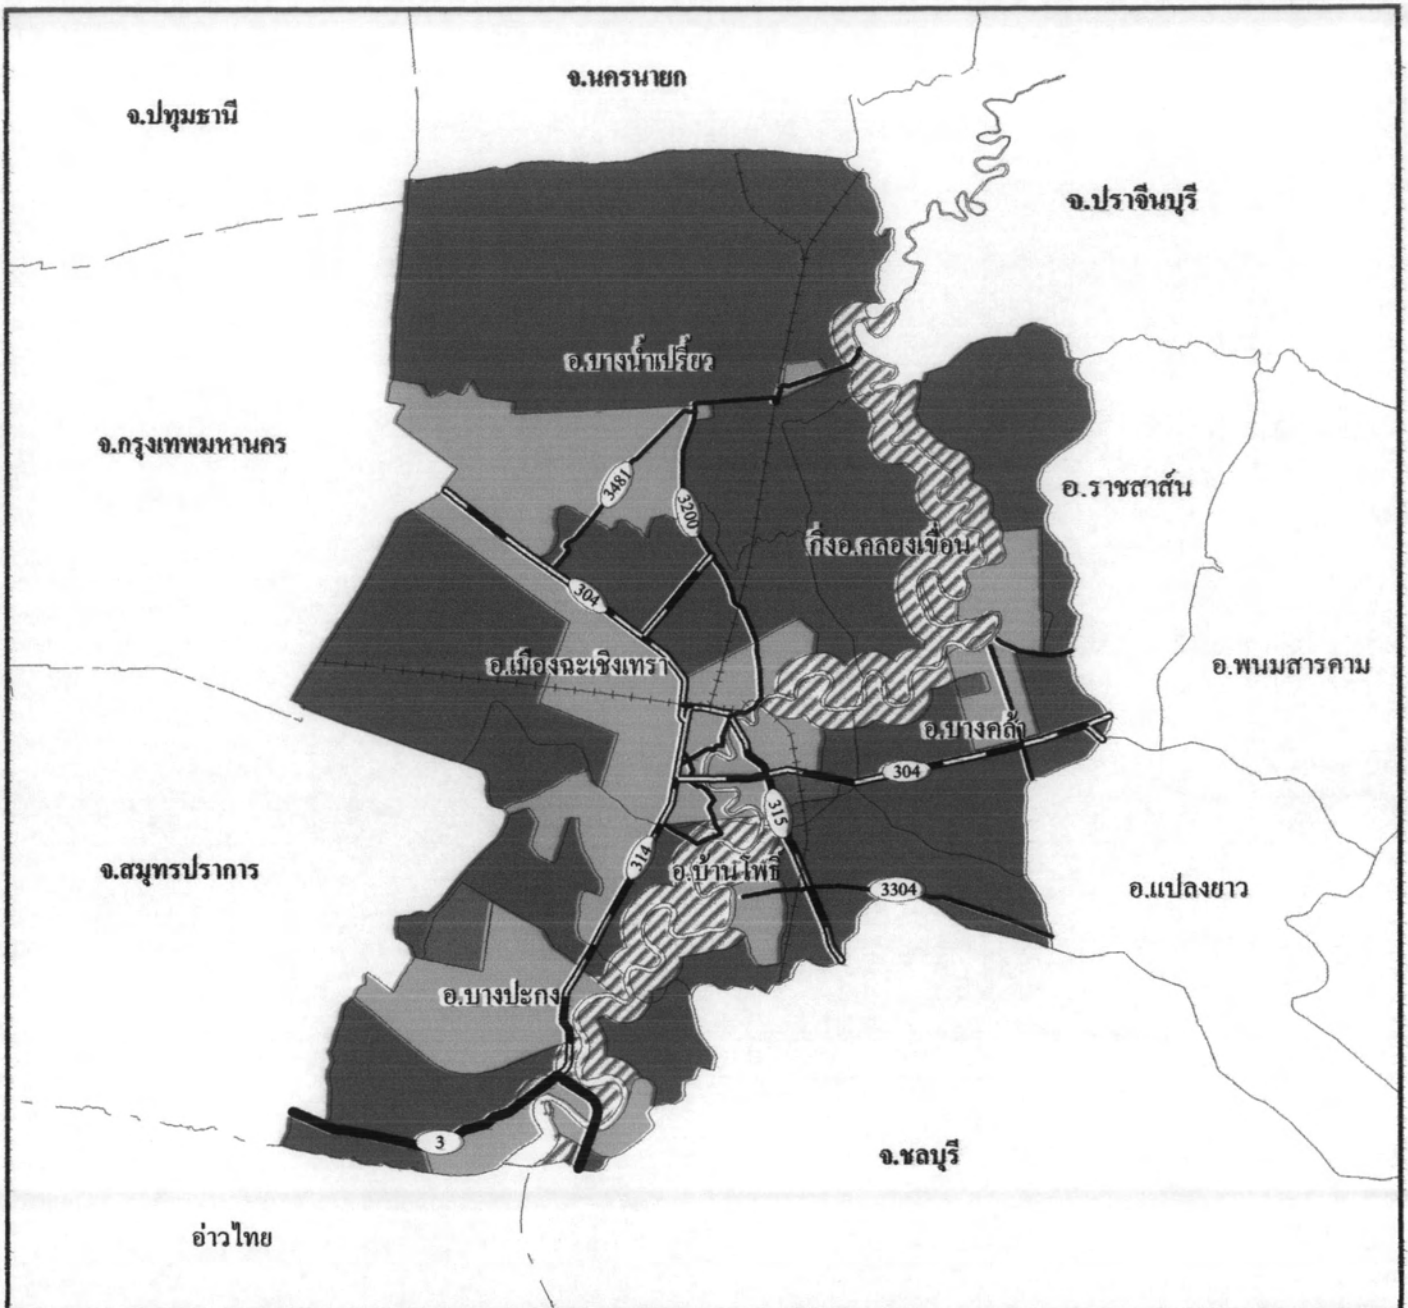 จ.นครนายก
จ.ปทุมธานี
จ.ปราจีนบุรี
อ.บางน้ำเปรี้ยว
จ.กรุงเทพมหานคร
3481
อ.ราชสาส์น
3200
กิ่งอ.คลองเขื่อน
304
อ.เมืองฉะเชิงเทรา
อ.พนมสารคาม
อ.บางคล้า
304
315
314
จ.สมุทรปราการ
อ.บ้านโพธิ์
3304
อ.แปลงยาว
อ.บางปะกง
3
จ.ชลบุรี
อ่าวไทย